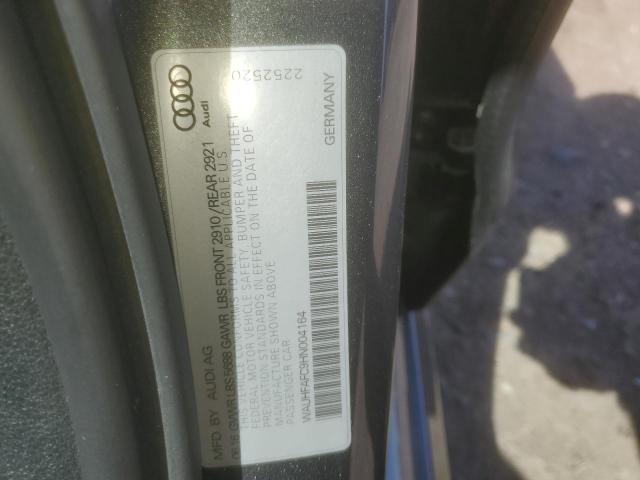 MFD BY AUDI AG
06.16 GVWR LBS 5688 GAWR LBS FRONT 2910/REAR 2921
THIS VEHICLE CONFORMS TO ALL APPLICABLE U.S.
FEDERAL MOTOR VEHICLE SAFETY, BUMPER AND THEFT
PREVENTION STANDARDS IN EFFECT ON THE DATE OF
MANUFACTURE SHOWN ABOVE
PASSENGER CAR
WAUHFAFC9HN004164
GERMANY
Audi
2252520